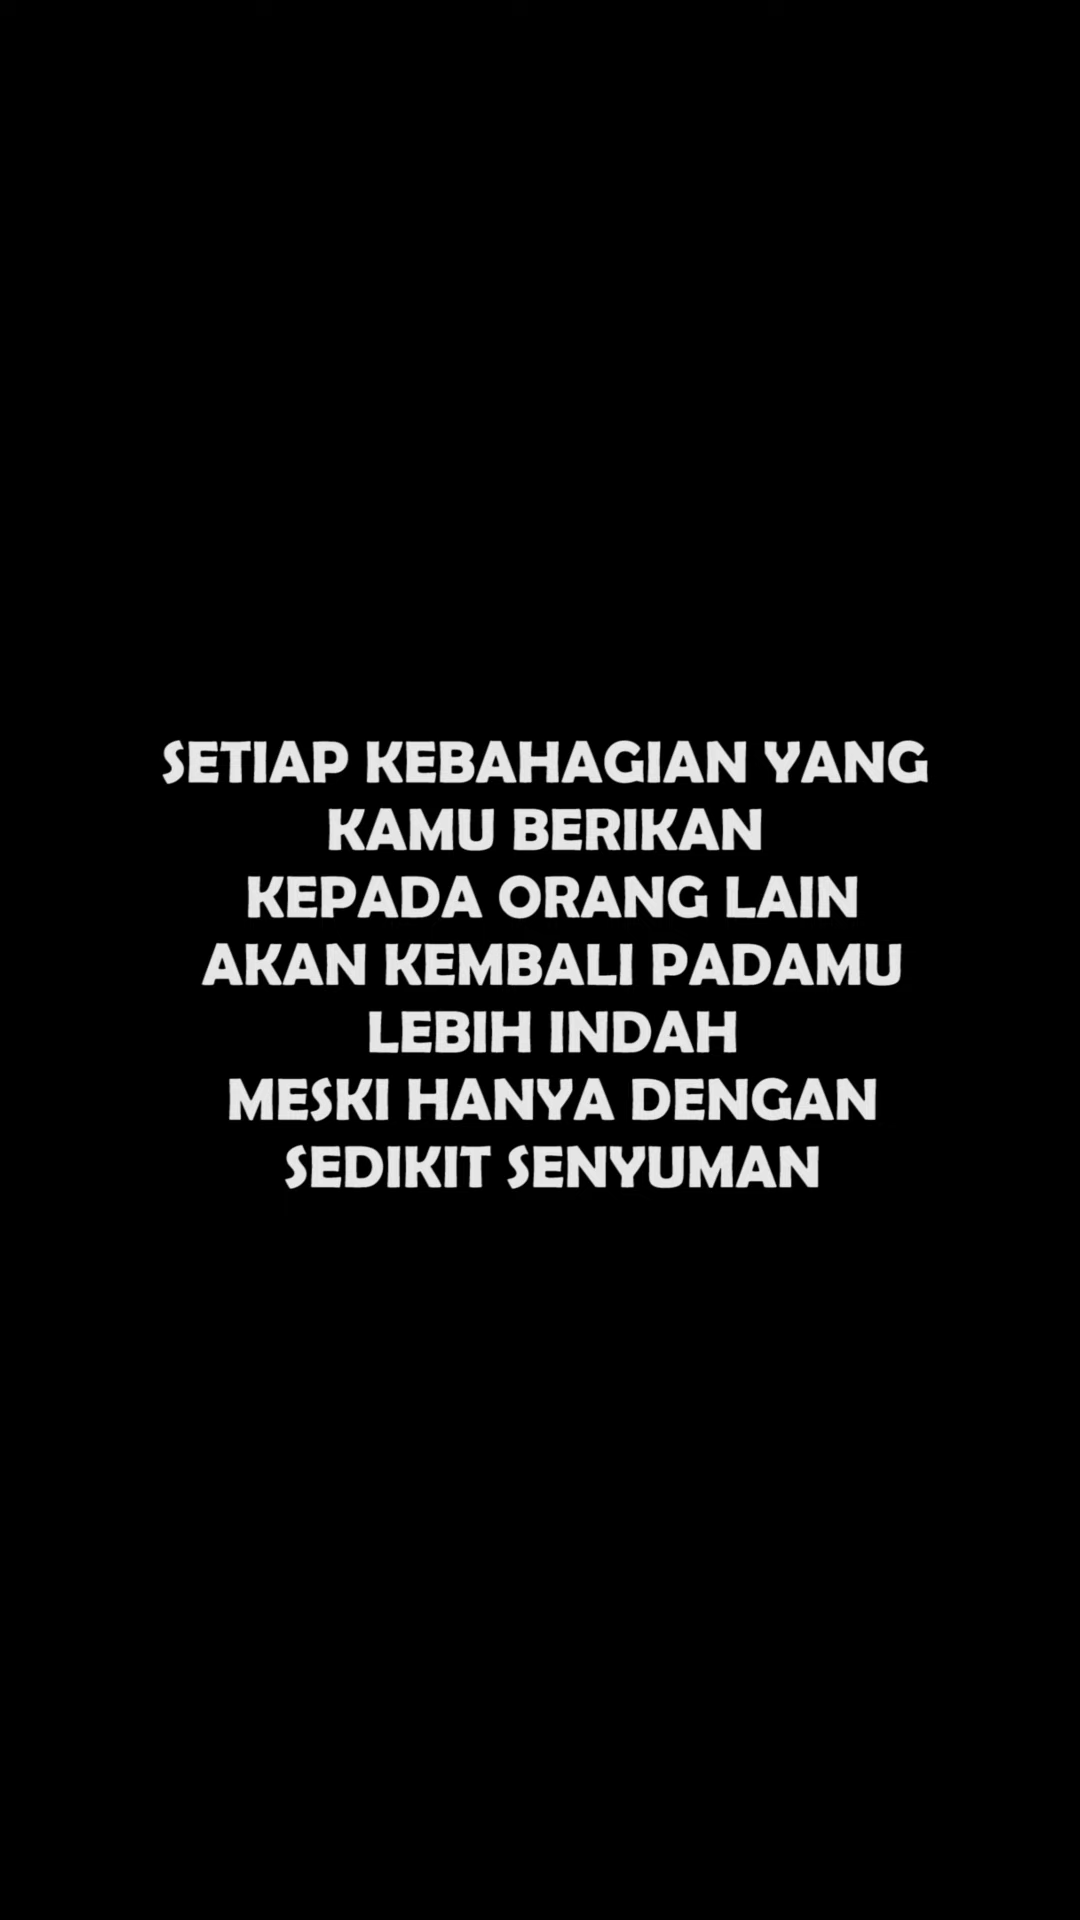 SETIAP KEBAHAGIAN YANG
KAMU BERIKAN
KEPADA ORANG LAIN
AKAN KEMBALI PADAMU
LEBIH INDAH
MESKI HANYA DENGAN
SEDIKIT SENYUMAN